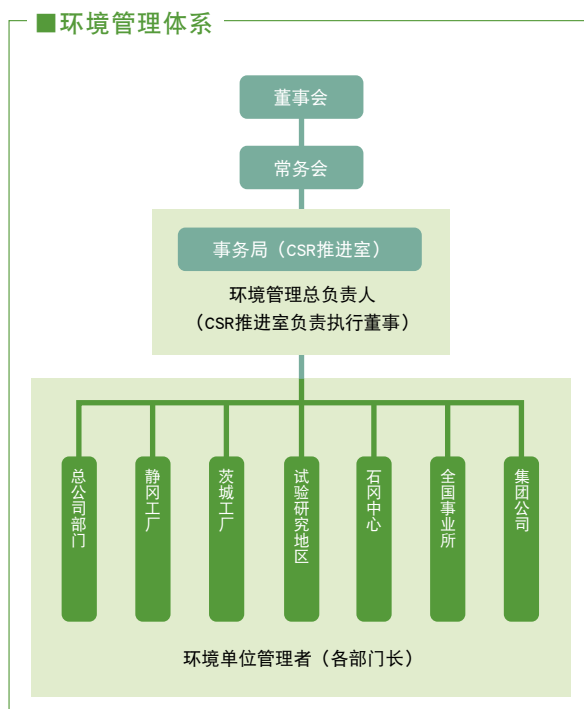 ■环境管理体系
董事会
常务会
事务局（CSR推进室）
环境管理总负责人
（CSR推进室负责执行董事）
总公司部门
静冈工厂
茨城工厂
试验研究地区
石冈中心
全国事业所
集团公司
环境单位管理者（各部门长）